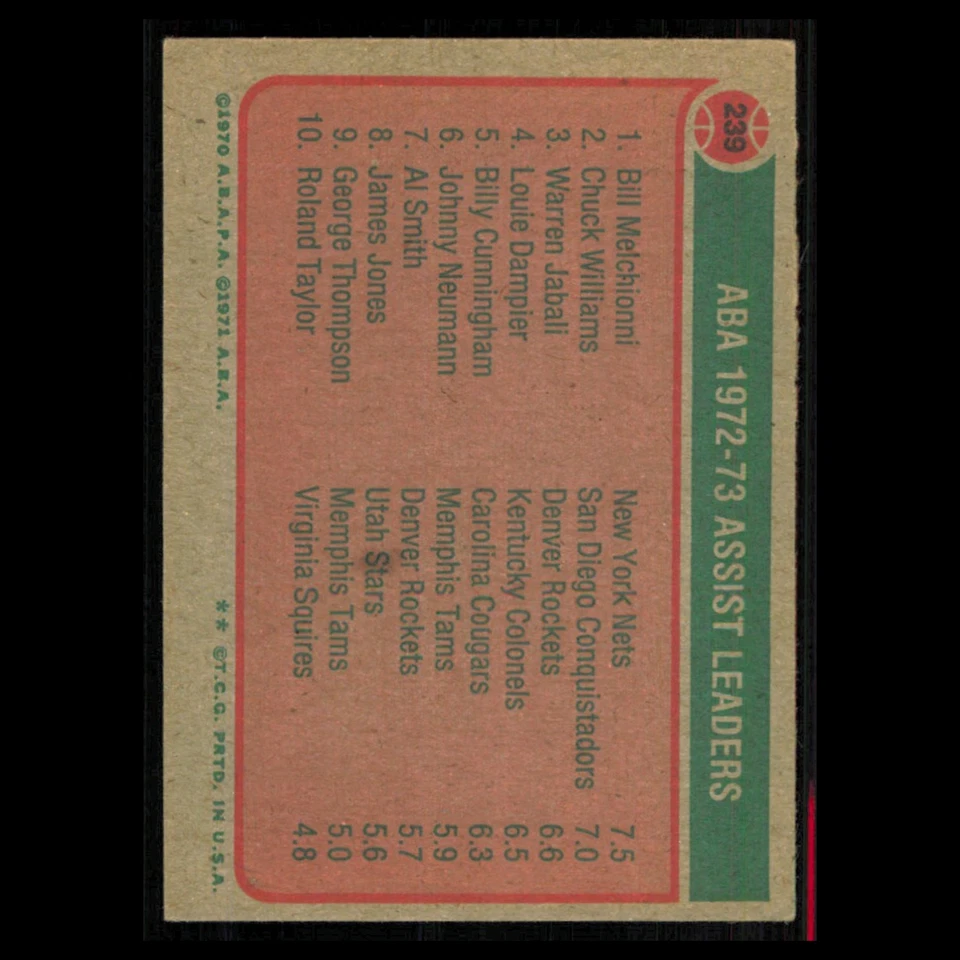 239
ABA 1972-73 ASSIST LEADERS
1. Bill Melchionni New York Nets 7.5
2. Chuck Williams San Diego Conquistadors 7.0
3. Warren Jabali Denver Rockets 6.6
4. Louie Dampier Kentucky Colonels 6.5
5. Billy Cunningham Carolina Cougars 6.3
6. Johnny Neumann Memphis Tams 5.9
7. Al Smith Denver Rockets 5.7
8. James Jones Utah Stars 5.6
9. George Thompson Memphis Tams 5.0
10. Roland Taylor Virginia Squires 4.8
©1970 A.B.A.P.A. ©1971 A.B.A. ** ©T.C.G. PRTD. IN U.S.A.